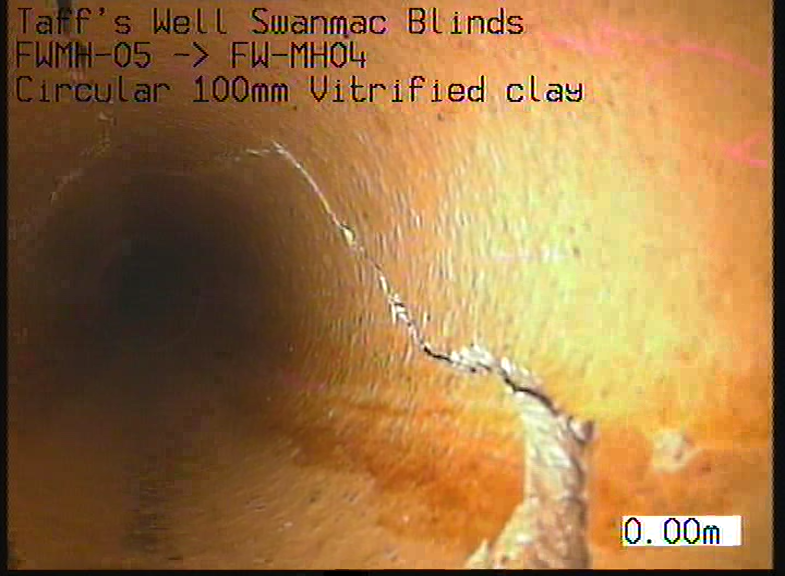 Taff's Well Swanmac Blinds
FWMH-05 -> FW-MH04
Circular 100mm Vitrified clay
0.00m